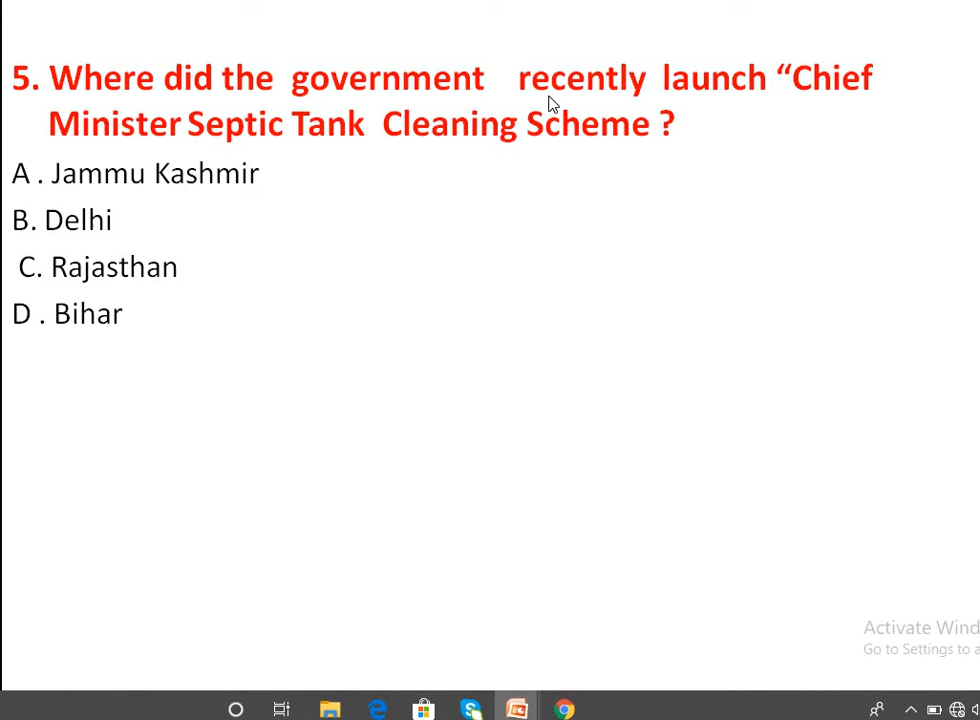 5. Where did the government recently launch “Chief
Minister Septic Tank Cleaning Scheme ?
A . Jammu Kashmir
B. Delhi
C. Rajasthan
D . Bihar
Activate Wind
Go to Settings to a